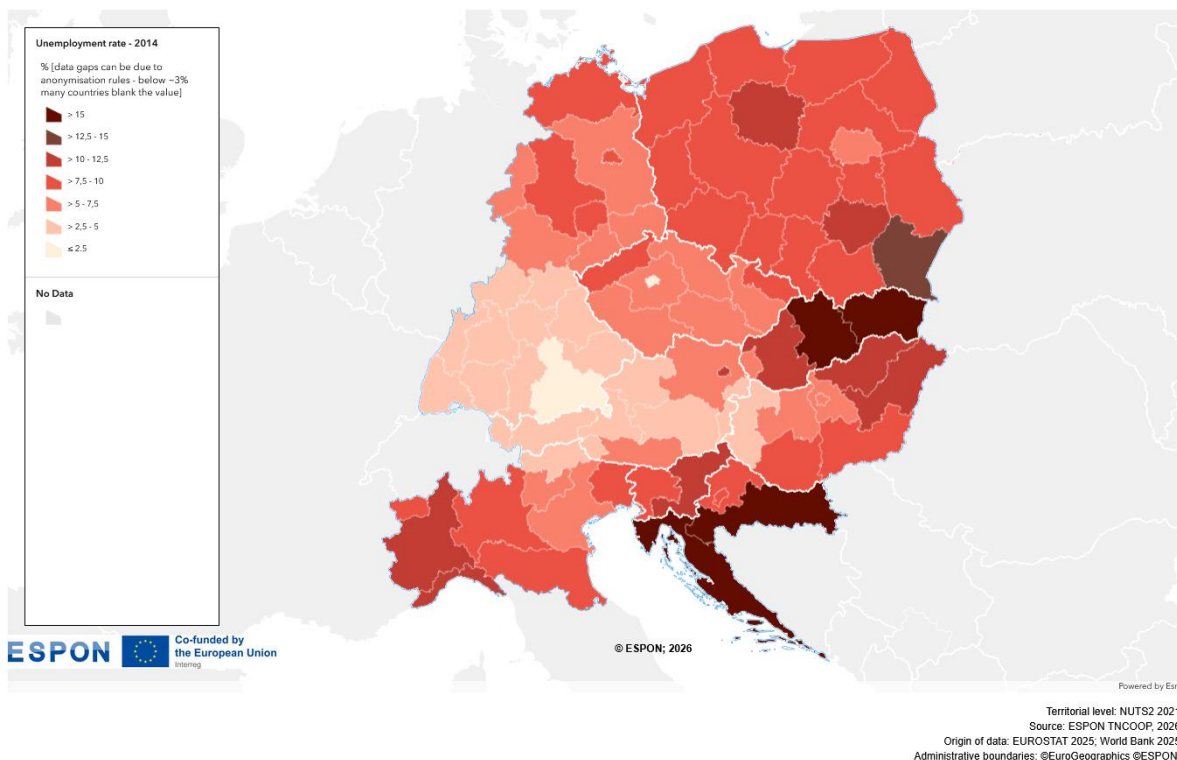 Unemployment rate - 2014
% [data gaps can be due to
anonymisation rules - below ~3%
many countries blank the value]
> 15
> 12,5 - 15
> 10 - 12,5
> 7,5 - 10
> 5 - 7,5
> 2,5 - 5
≤ 2.5
No Data
ESPON
Co-funded by
the European Union
Interreg
© ESPON; 2026
Powered by Esri
Territorial level: NUTS2 2021
Source: ESPON TNCOOP, 2026
Origin of data: EUROSTAT 2025; World Bank 2025
Administrative boundaries: ©EuroGeographics ©ESPON